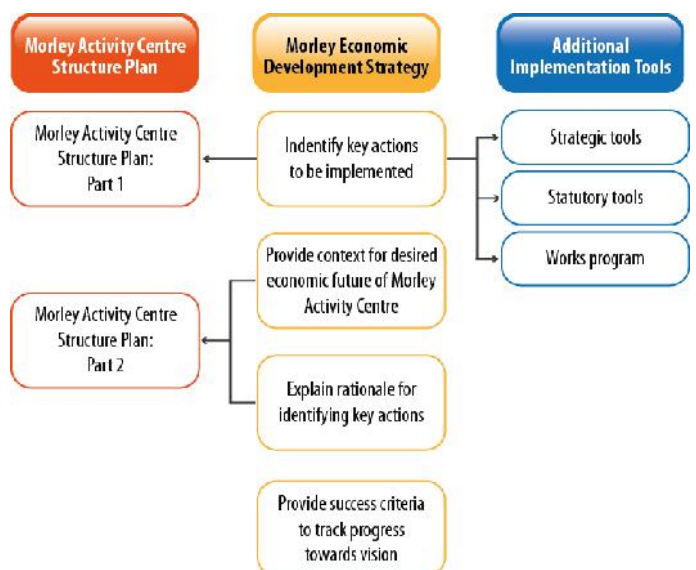 Morley Activity Centre
Structure Plan
Morley Economic
Development Strategy
Additional
Implementation Tools
Morley Activity Centre
Structure Plan:
Part 1
Indentify key actions
to be implemented
Strategic tools
Statutory tools
Works program
Provide context for desired
economic future of Morley
Activity Centre
Morley Activity Centre
Structure Plan:
Part 2
Explain rationale for
identifying key actions
Provide success criteria
to track progress
towards vision